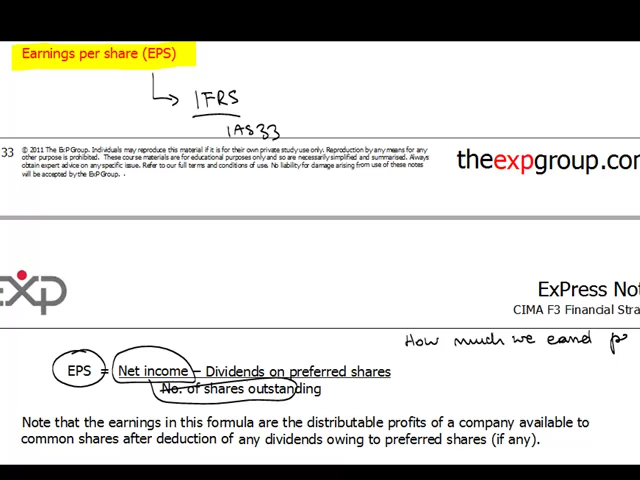 Earnings per share (EPS)
IFRS
IAS 33
33
© 2011 The ExP Group. Individuals may reproduce this material if it is for their own private study use only. Reproduction by any means for any
other purpose is prohibited. These course materials are for educational purposes only and so are necessarily simplified and summarised. Always
obtain expert advice on any specific issue. Refer to our full terms and conditions of use. No liability for damage arising from use of these notes
will be accepted by the ExP Group. .
theexpgroup.com
exp
ExPress Not
CIMA F3 Financial Stra
How much we eand p
EPS = Net income – Dividends on preferred shares
No. of shares outstanding
Note that the earnings in this formula are the distributable profits of a company available to
common shares after deduction of any dividends owing to preferred shares (if any).